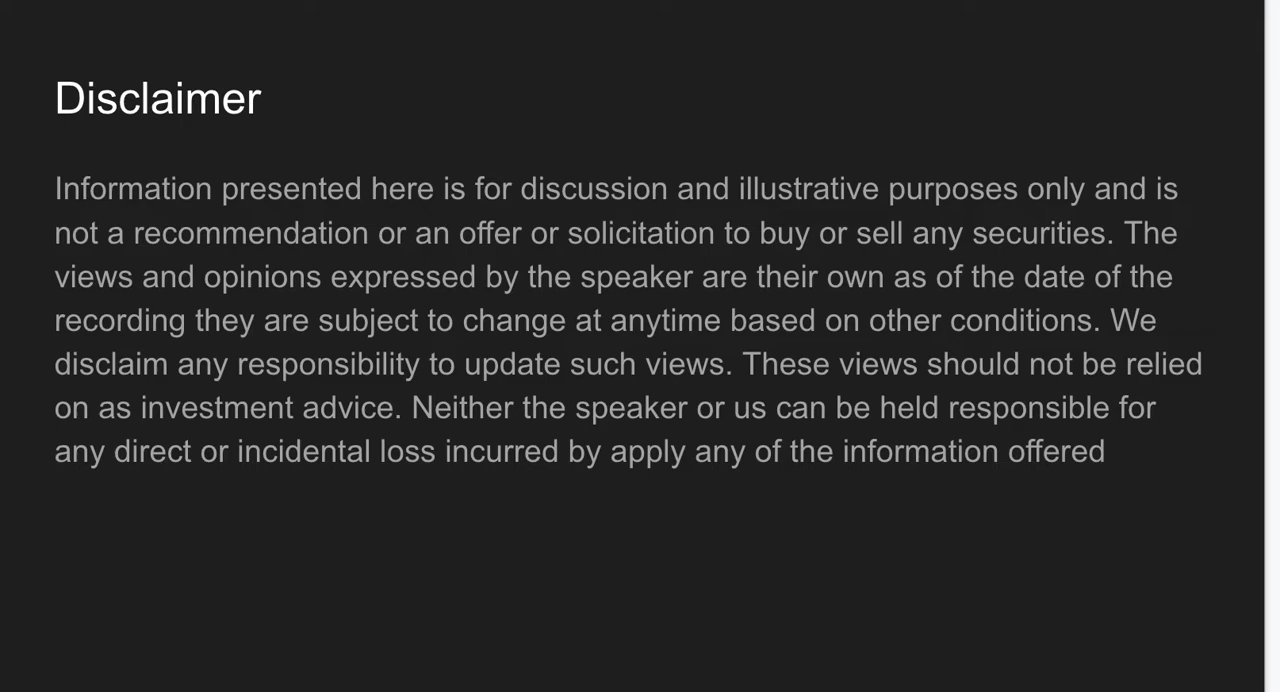 Disclaimer
Information presented here is for discussion and illustrative purposes only and is
not a recommendation or an offer or solicitation to buy or sell any securities. The
views and opinions expressed by the speaker are their own as of the date of the
recording they are subject to change at anytime based on other conditions. We
disclaim any responsibility to update such views. These views should not be relied
on as investment advice. Neither the speaker or us can be held responsible for
any direct or incidental loss incurred by apply any of the information offered